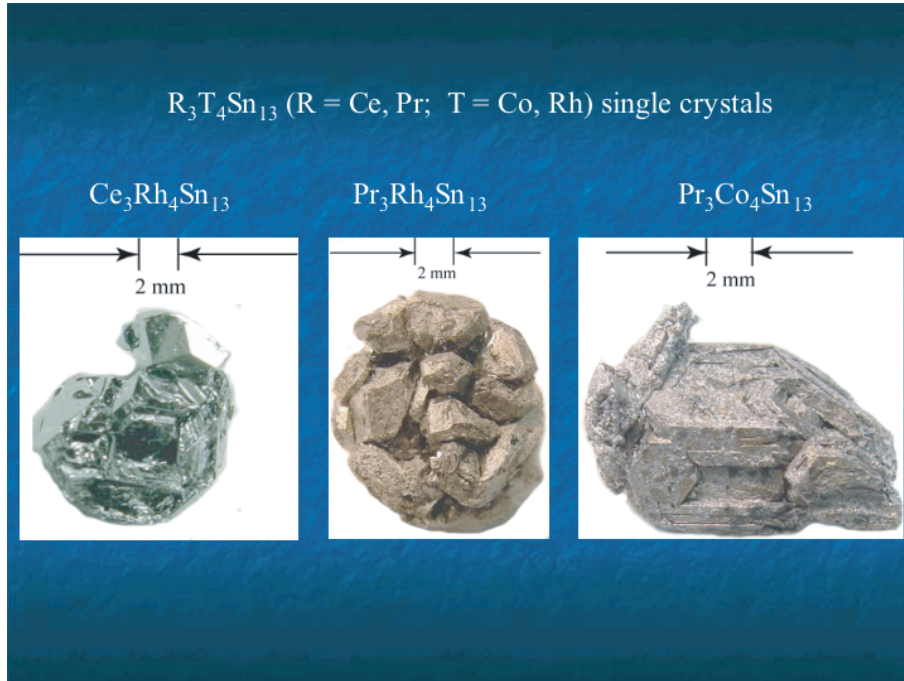 R₃T₄Sn₁₃ (R = Ce, Pr; T = Co, Rh) single crystals
Ce₃Rh₄Sn₁₃
Pr₃Rh₄Sn₁₃
Pr₃Co₄Sn₁₃
2 mm
2 mm
2 mm